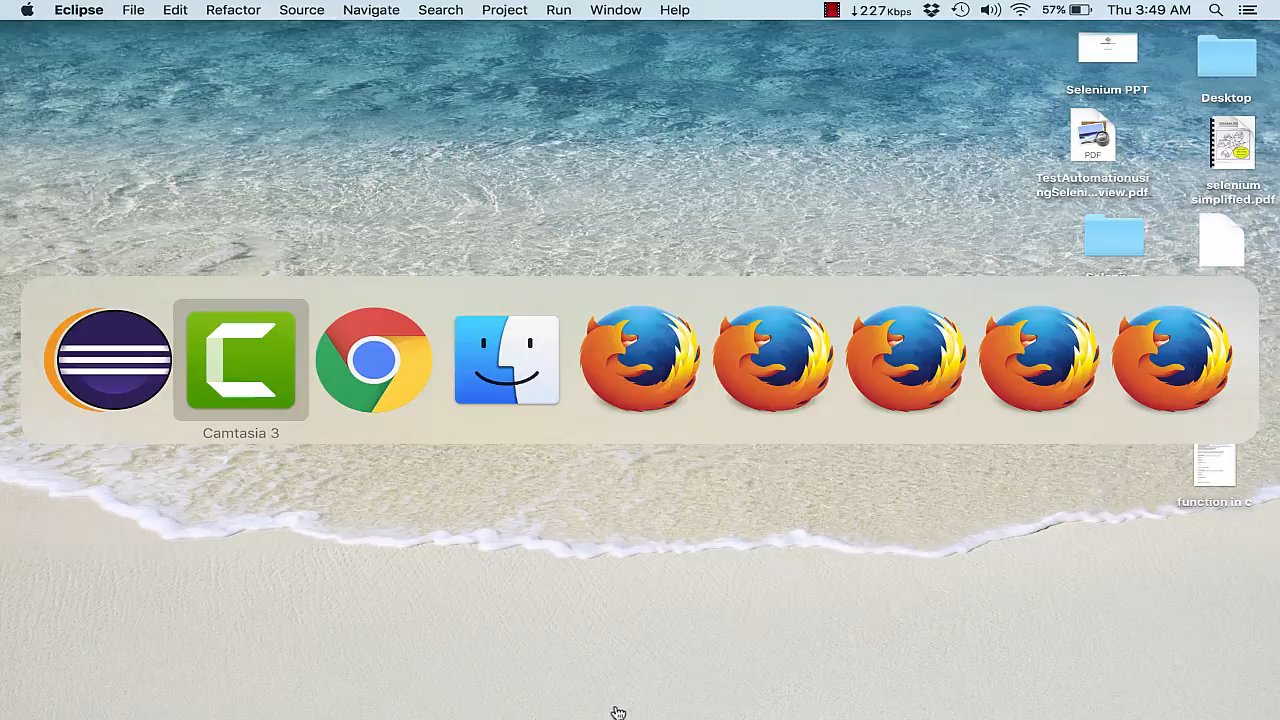 Eclipse File Edit Refactor Source Navigate Search Project Run Window Help ↓227Kbps 57% Thu 3:49 AM
Selenium PPT
Desktop
PDF
TestAutomationusi
ngSeleni...view.pdf
selenium
simplified.pdf
Camtasia 3
function in c